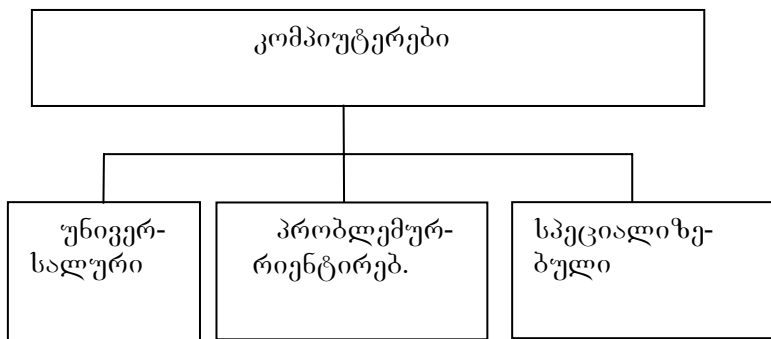 კომპიუტერები
უნივერ-
სალური
პრობლემურ-
რიენტირებ.
სპეციალიზე-
ბული